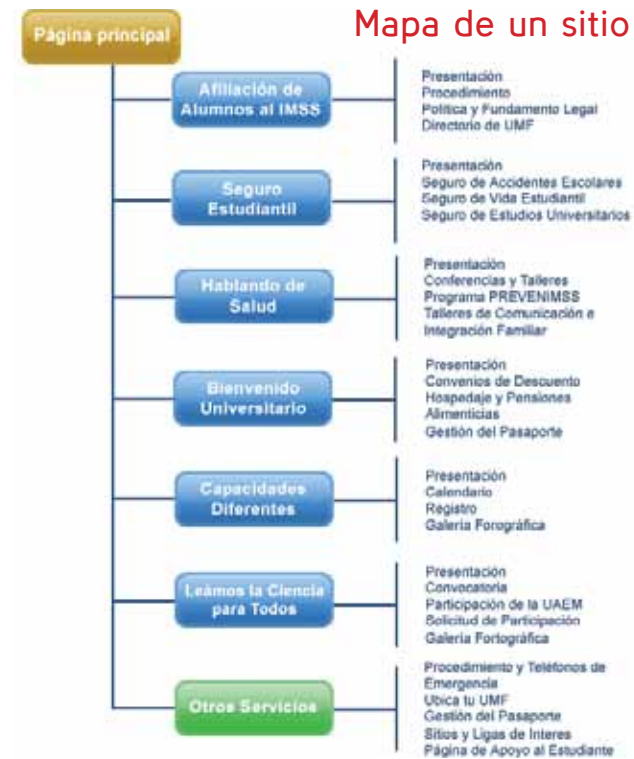 Mapa de un sitio
Página principal
Afiliación de
Alumnos al IMSS
Presentación
Procedimiento
Política y Fundamento Legal
Directorio de UMF
Seguro
Estudiantil
Presentación
Seguro de Accidentes Escolares
Seguro de Vida Estudiantil
Seguro de Estudios Universitarios
Hablando de
Salud
Presentación
Conferencias y Talleres
Programa PREVENIMSS
Talleres de Comunicación e
Integración Familiar
Bienvenido
Universitario
Presentación
Convenios de Descuento
Hospedaje y Pensiones
Alimenticias
Gestión del Pasaporte
Capacidades
Diferentes
Presentación
Calendario
Registro
Galería Forográfica
Leámos la Ciencia
para Todos
Presentación
Convocatoria
Participación de la UAEM
Solicitud de Participación
Galería Fortográfica
Otros Servicios
Procedimiento y Teléfonos de
Emergencia
Ubica tu UMF
Gestión del Pasaporte
Sitios y Ligas de Interes
Página de Apoyo al Estudiante